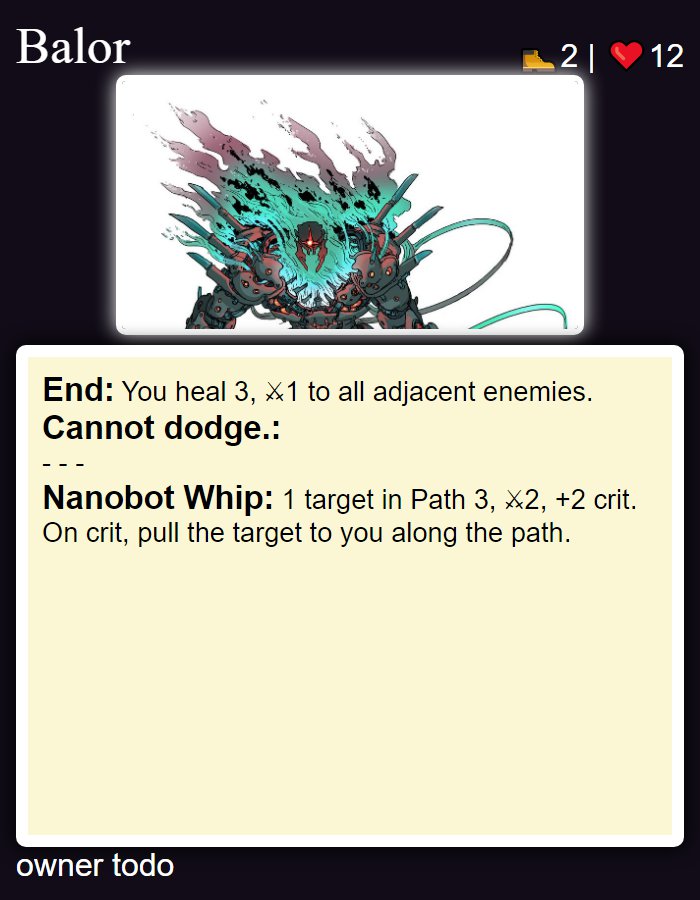 Balor
🥾2 | ❤️12
End: You heal 3, ⚔1 to all adjacent enemies.
Cannot dodge.:
- - -
Nanobot Whip: 1 target in Path 3, ⚔2, +2 crit.
On crit, pull the target to you along the path.
owner todo